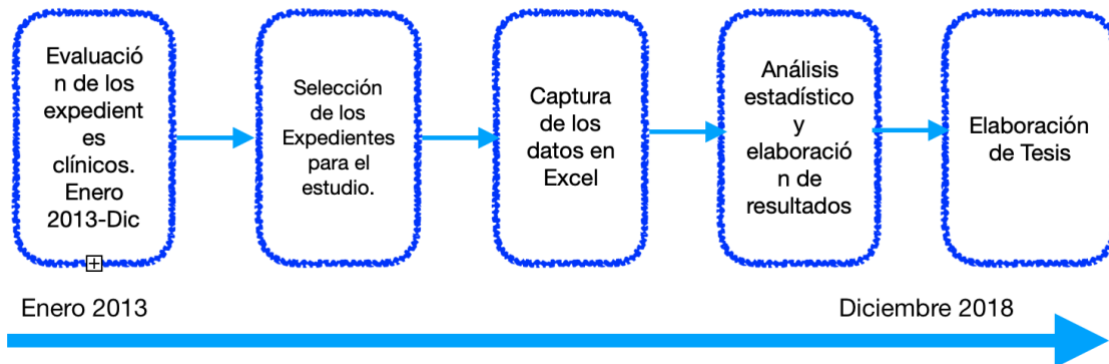 Evaluació
n de los
expedient
es
clínicos.
Enero
2013-Dic
Selección
de los
Expedientes
para el
estudio.
Captura
de los
datos en
Excel
Análisis
estadístico
y
elaboració
n de
resultados
Elaboración
de Tesis
Enero 2013
Diciembre 2018